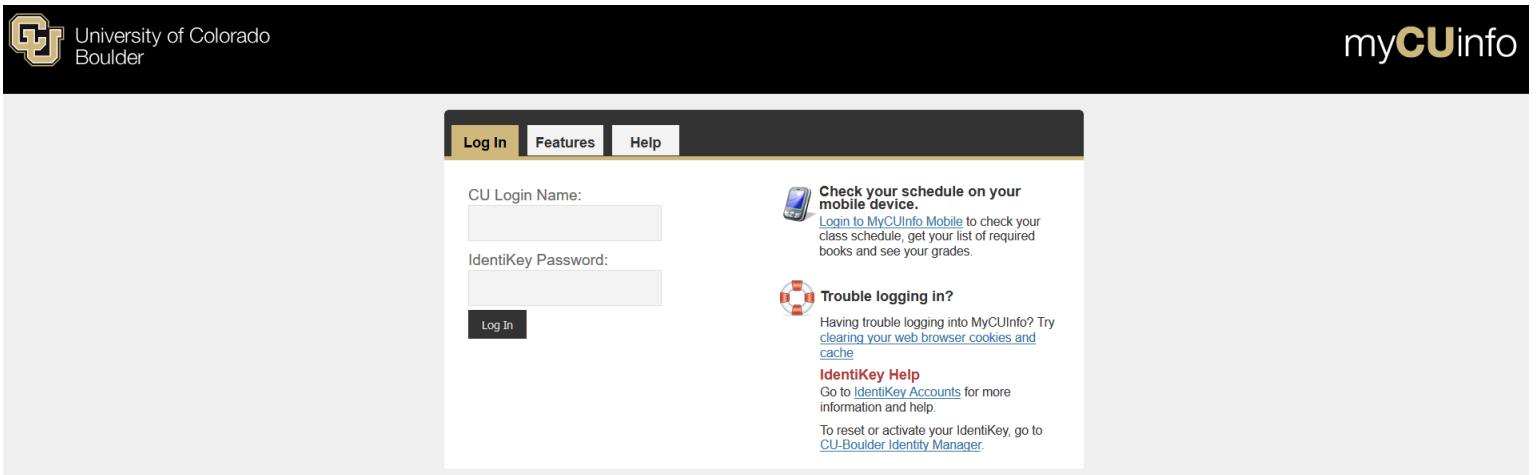 University of Colorado
Boulder
myCUinfo
Log In
Features
Help
CU Login Name:
IdentiKey Password:
Log In
Check your schedule on your
mobile device.
Login to MyCUInfo Mobile to check your
class schedule, get your list of required
books and see your grades.
Trouble logging in?
Having trouble logging into MyCUInfo? Try
clearing your web browser cookies and
cache
IdentiKey Help
Go to IdentiKey Accounts for more
information and help.
To reset or activate your IdentiKey, go to
CU-Boulder Identity Manager.